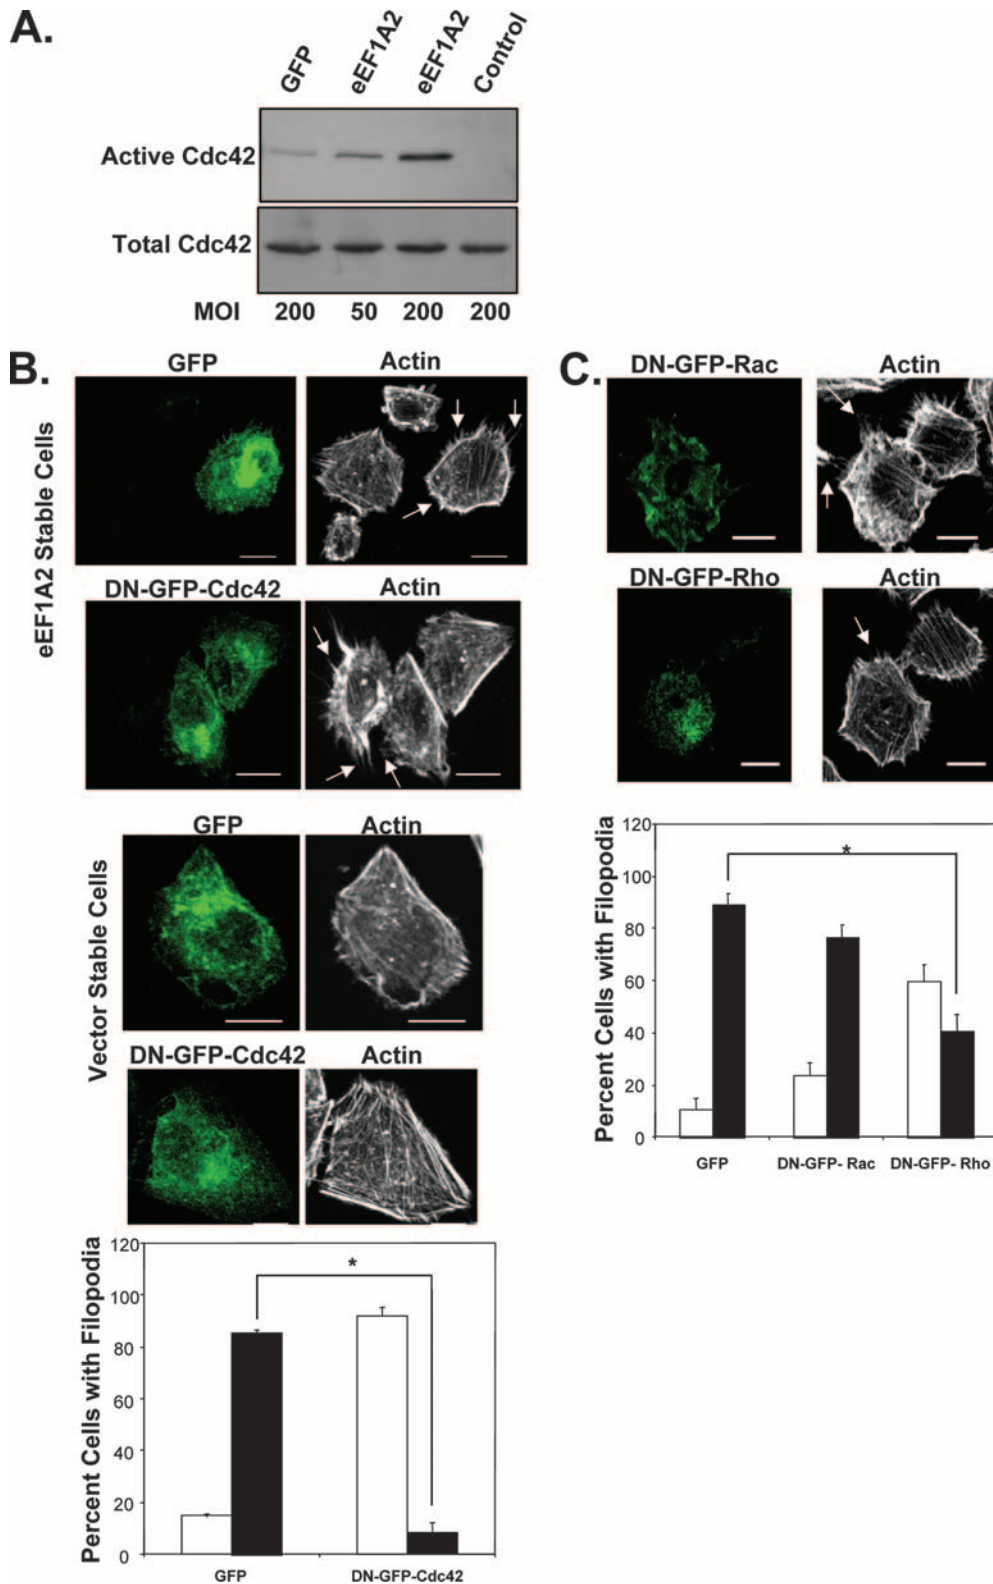 A.
GFP
eEF1A2
eEF1A2
Control
Active Cdc42
Total Cdc42
MOI 200 50 200 200
B.
eEF1A2 Stable Cells
GFP Actin
DN-GFP-Cdc42 Actin
Vector Stable Cells
GFP Actin
DN-GFP-Cdc42 Actin
Percent Cells with Filopodia
120
100
80
60
40
20
0
*
GFP DN-GFP-Cdc42
C.
DN-GFP-Rac Actin
DN-GFP-Rho Actin
Percent Cells with Filopodia
120
100
80
60
40
20
0
*
GFP DN-GFP- Rac DN-GFP- Rho